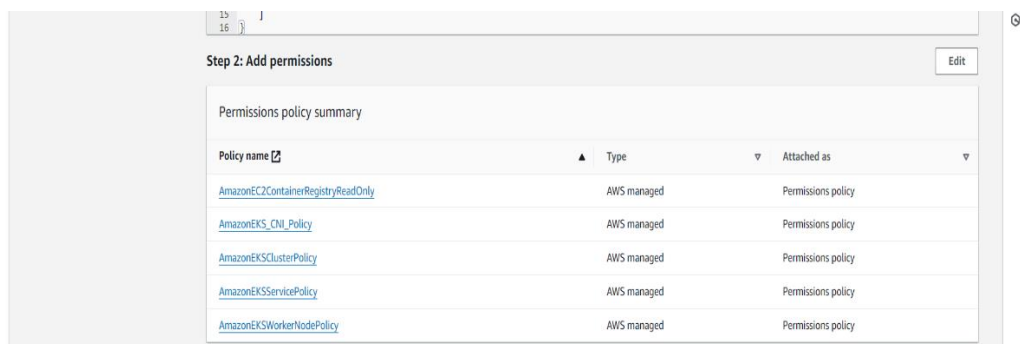 15 ]
16 }
Step 2: Add permissions Edit
Permissions policy summary
Policy name Type Attached as
AmazonEC2ContainerRegistryReadOnly AWS managed Permissions policy
AmazonEKS_CNI_Policy AWS managed Permissions policy
AmazonEKSClusterPolicy AWS managed Permissions policy
AmazonEKSServicePolicy AWS managed Permissions policy
AmazonEKSWorkerNodePolicy AWS managed Permissions policy